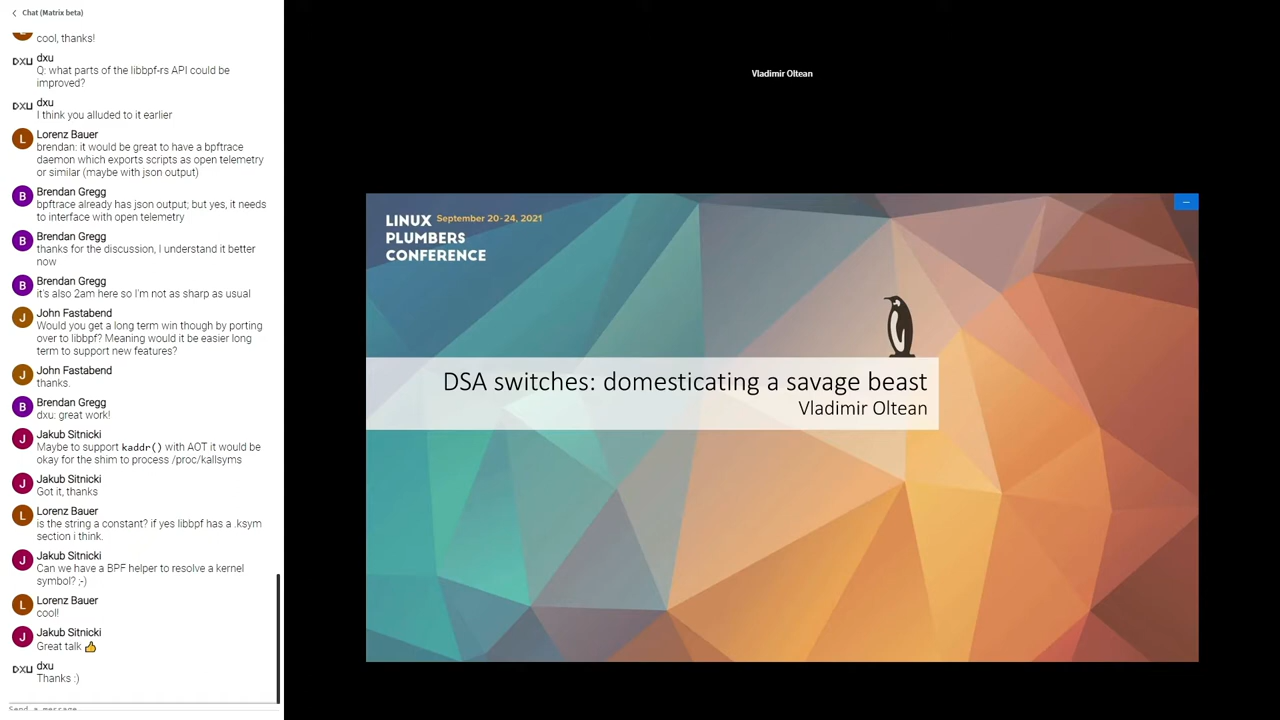 Chat (Matrix beta)
cool, thanks!
dxu
Q: what parts of the libbpf-rs API could be
improved?
dxu
I think you alluded to it earlier
Lorenz Bauer
brendan: it would be great to have a bpftrace
daemon which exports scripts as open telemetry
or similar (maybe with json output)
Brendan Gregg
bpftrace already has json output; but yes, it needs
to interface with open telemetry
Brendan Gregg
thanks for the discussion, I understand it better
now
Brendan Gregg
it's also 2am here so I'm not as sharp as usual
John Fastabend
Would you get a long term win though by porting
over to libbpf? Meaning would it be easier long
term to support new features?
John Fastabend
thanks.
Brendan Gregg
dxu: great work!
Jakub Sitnicki
Maybe to support kaddr() with AOT it would be
okay for the shim to process /proc/kallsyms
Jakub Sitnicki
Got it, thanks
Lorenz Bauer
is the string a constant? if yes libbpf has a .ksym
section i think.
Jakub Sitnicki
Can we have a BPF helper to resolve a kernel
symbol? ;-)
Lorenz Bauer
cool!
Jakub Sitnicki
Great talk 👍
dxu
Thanks :)
Send a message
Vladimir Oltean
LINUX
PLUMBERS
CONFERENCE
September 20-24, 2021
DSA switches: domesticating a savage beast
Vladimir Oltean